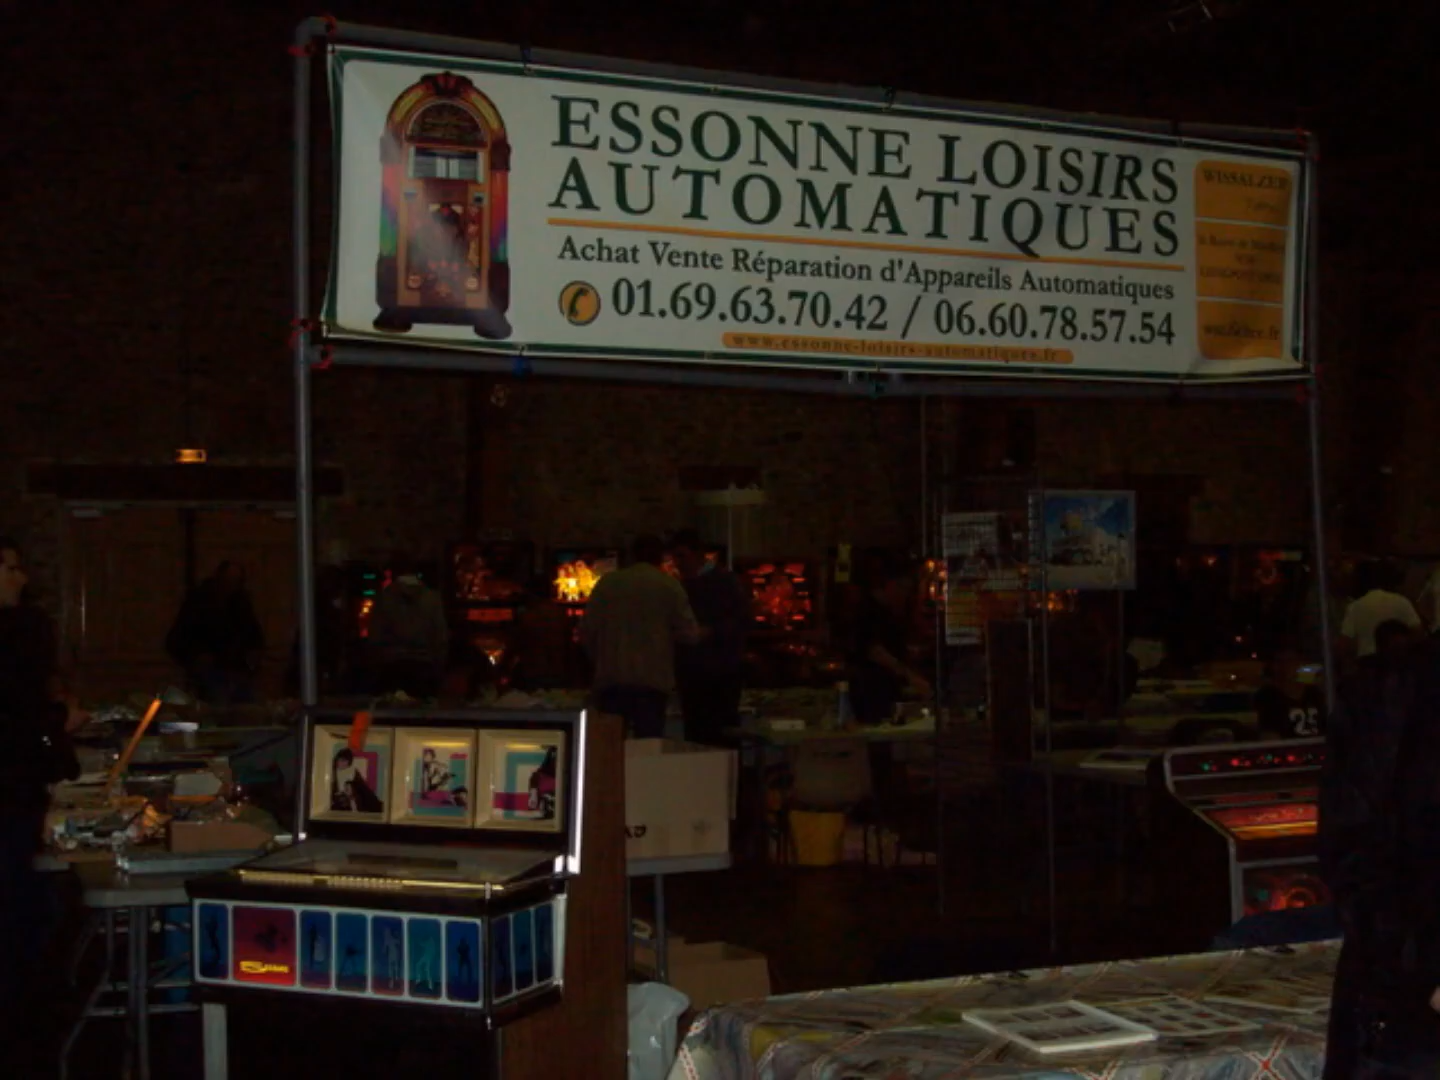 ESSONNE LOISIRS
AUTOMATIQUES
Achat Vente Réparation d'Appareils Automatiques
01.69.63.70.42 / 06.60.78.57.54
www.essonne-loisirs-automatiques.fr
WISSALZER
25